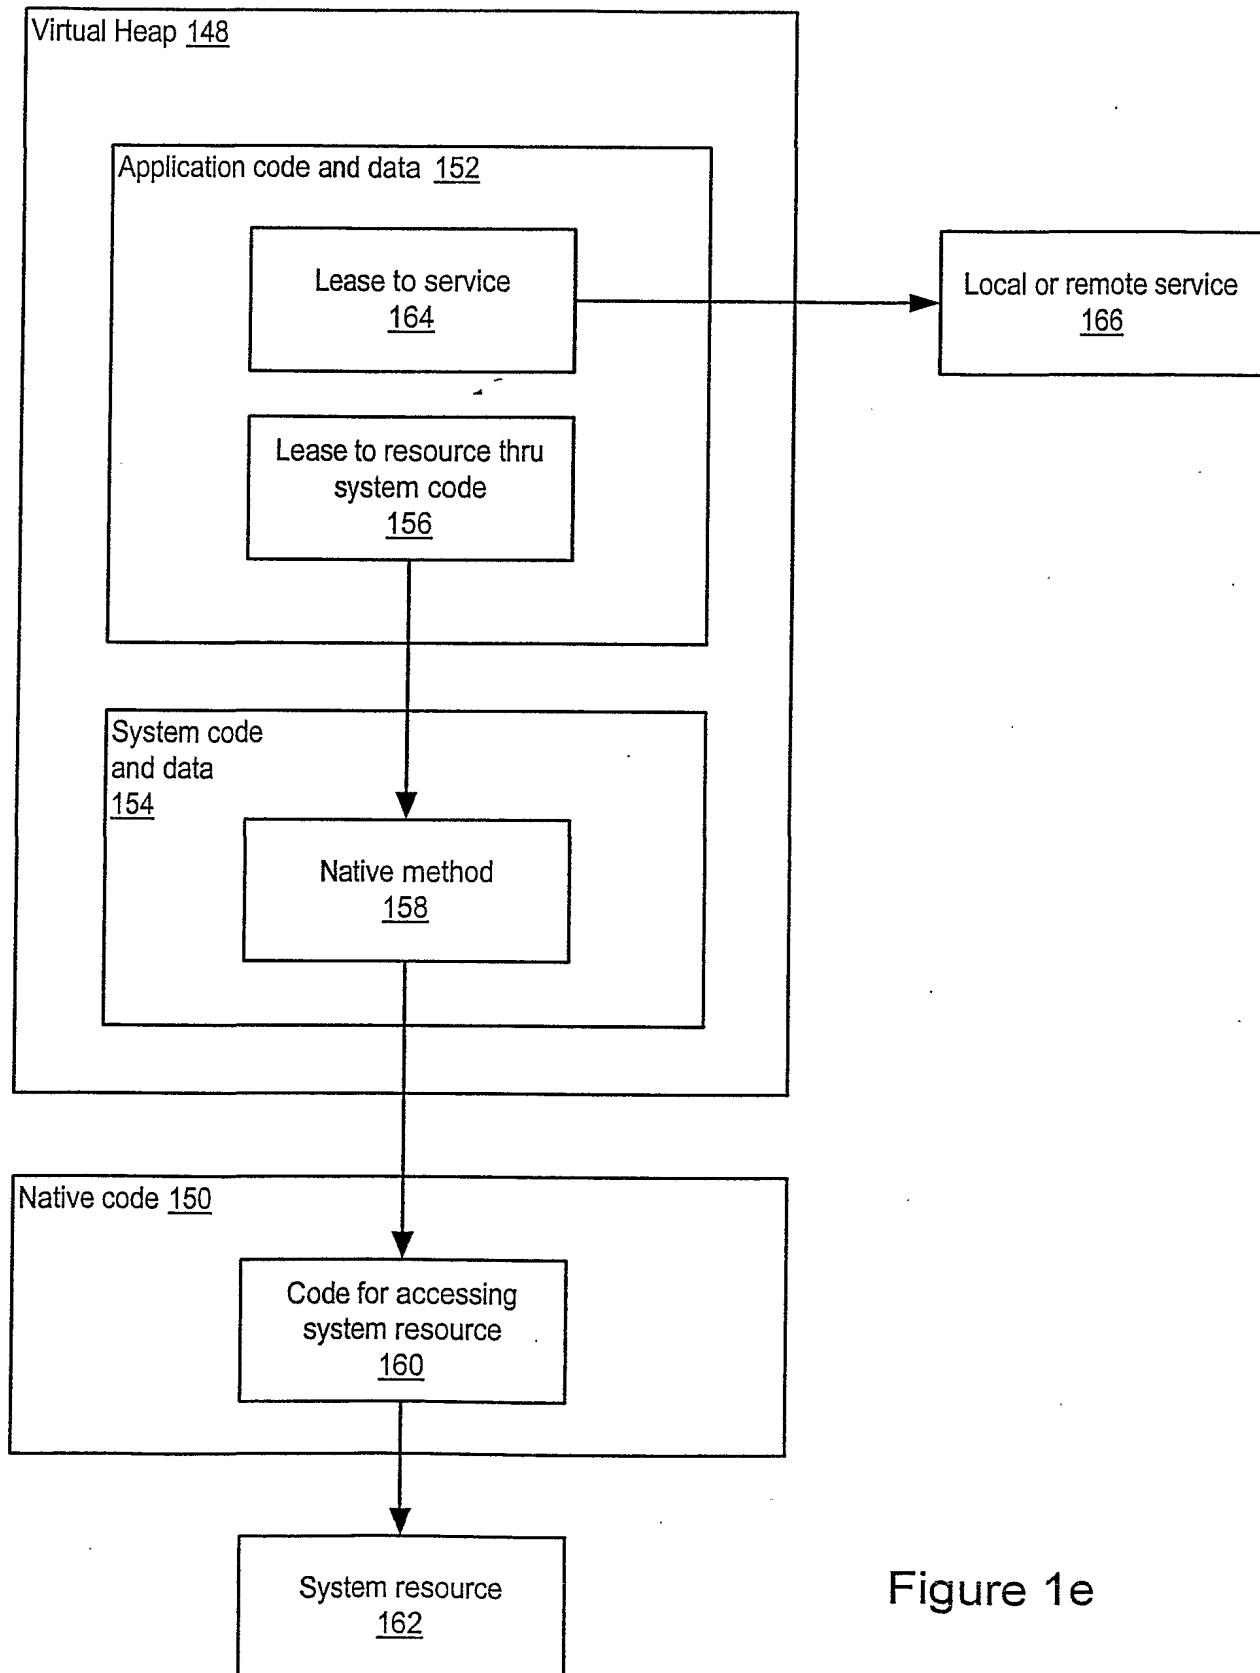 Virtual Heap 148
Application code and data 152
Lease to service
164
Local or remote service
166
Lease to resource thru
system code
156
System code
and data
154
Native method
158
Native code 150
Code for accessing
system resource
160
System resource
162
Figure 1e